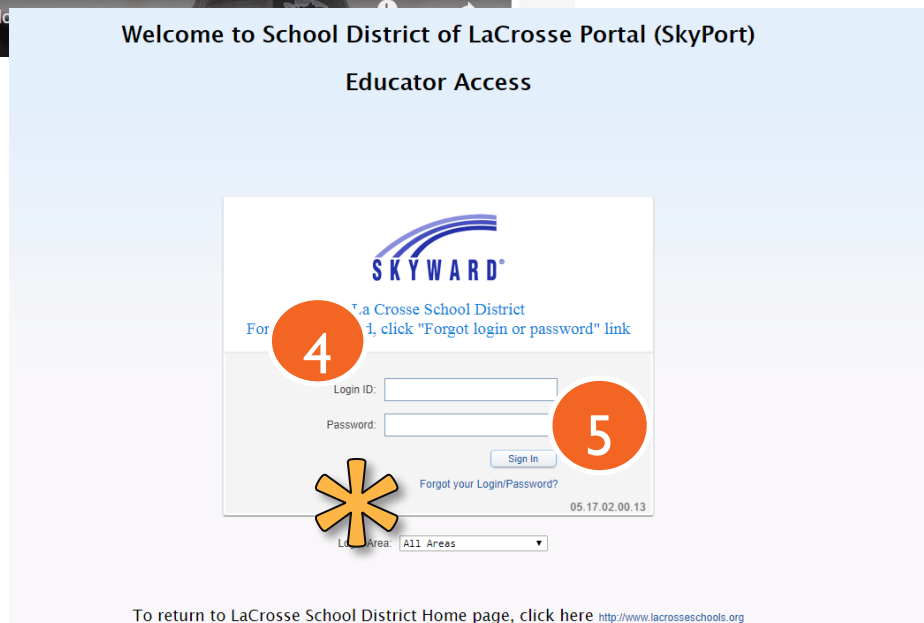 Welcome to School District of LaCrosse Portal (SkyPort)
Educator Access
SKYWARD®
La Crosse School District
For click "Forgot login or password" link
4
Login ID:
Password:
5
Sign In
Forgot your Login/Password?
05.17.02.00.13
Area: All Areas
To return to LaCrosse School District Home page, click here http://www.lacrosseschools.org